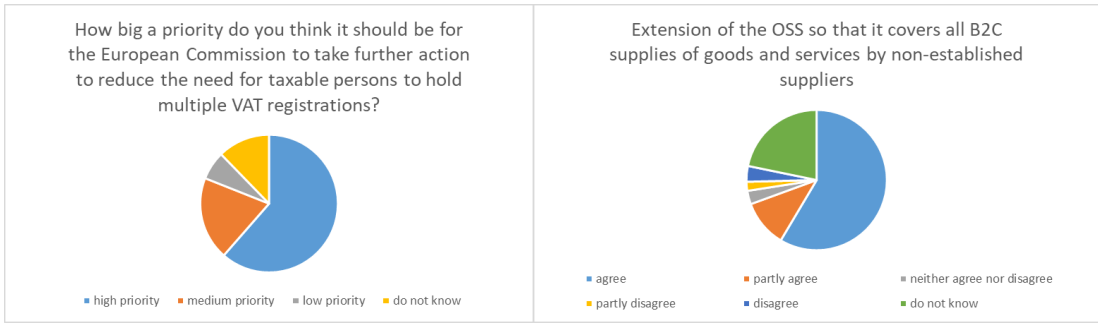 How big a priority do you think it should be for
the European Commission to take further action
to reduce the need for taxable persons to hold
multiple VAT registrations?
high priority medium priority low priority do not know
Extension of the OSS so that it covers all B2C
supplies of goods and services by non-established
suppliers
agree partly agree neither agree nor disagree
partly disagree disagree do not know